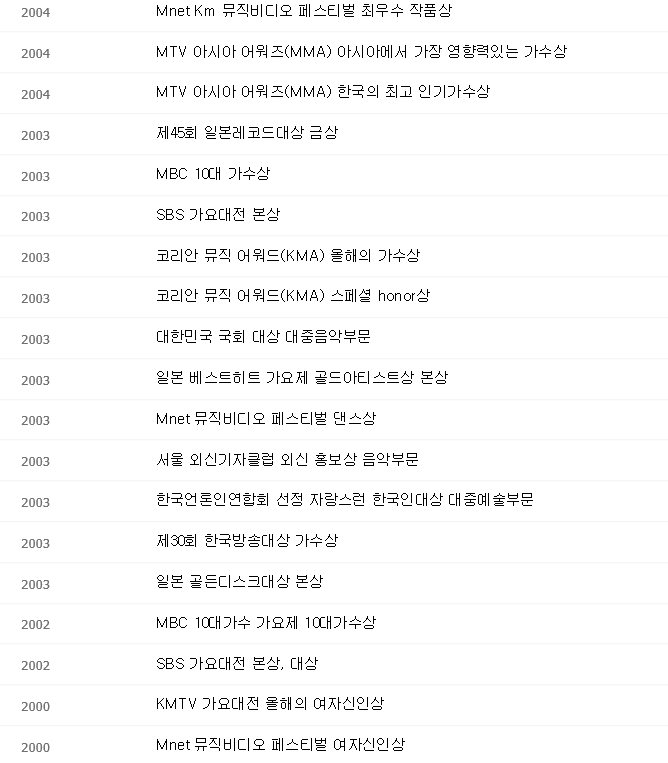 2004 Mnet Km 뮤직비디오 페스티벌 최우수 작품상
2004 MTV 아시아 어워즈(MMA) 아시아에서 가장 영향력있는 가수상
2004 MTV 아시아 어워즈(MMA) 한국의 최고 인기가수상
2003 제45회 일본레코드대상 금상
2003 MBC 10대 가수상
2003 SBS 가요대전 본상
2003 코리안 뮤직 어워드(KMA) 올해의 가수상
2003 코리안 뮤직 어워드(KMA) 스페셜 honor상
2003 대한민국 국회 대상 대중음악부문
2003 일본 베스트히트 가요제 골드아티스트상 본상
2003 Mnet 뮤직비디오 페스티벌 댄스상
2003 서울 외신기자클럽 외신 홍보상 음악부문
2003 한국언론인연합회 선정 자랑스런 한국인대상 대중예술부문
2003 제30회 한국방송대상 가수상
2003 일본 골든디스크대상 본상
2002 MBC 10대가수 가요제 10대가수상
2002 SBS 가요대전 본상, 대상
2000 KMTV 가요대전 올해의 여자신인상
2000 Mnet 뮤직비디오 페스티벌 여자신인상